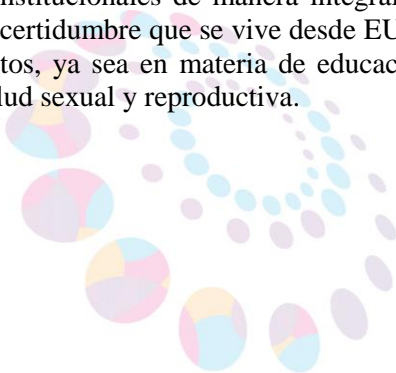 nstitucionales de manera integral
certidumbre que se vive desde EU
tos, ya sea en materia de educac
lud sexual y reproductiva.